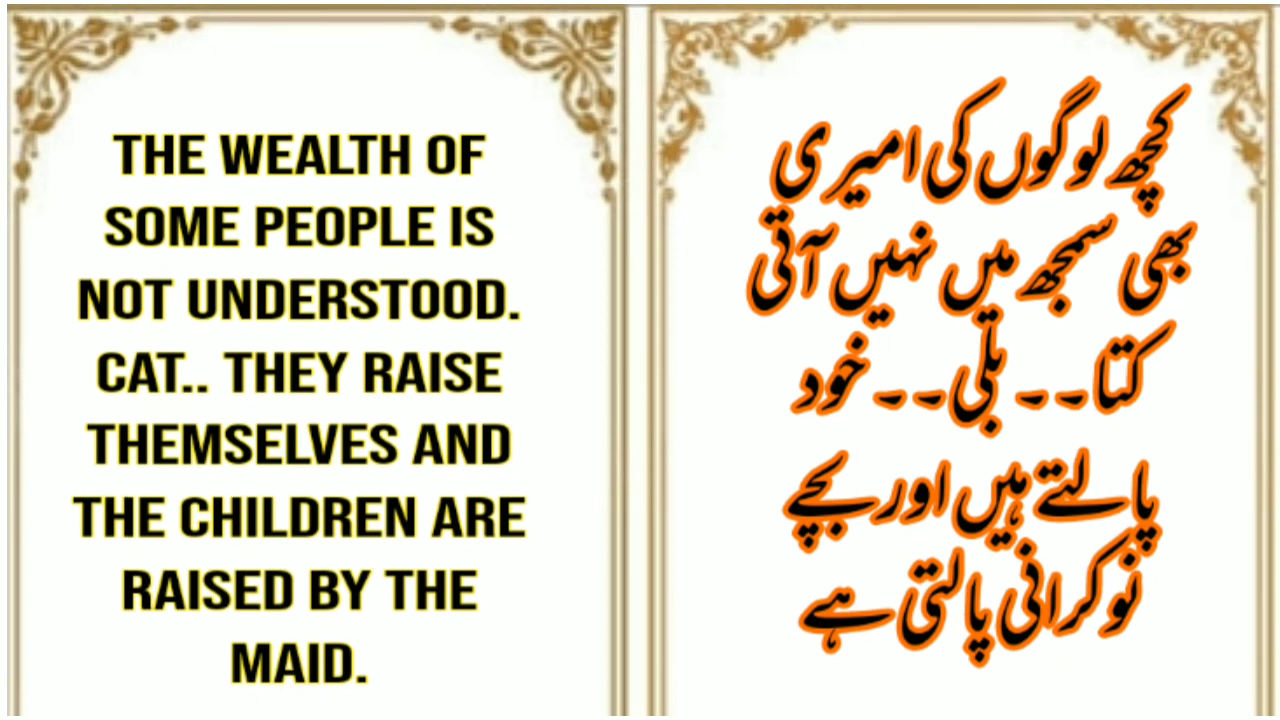 THE WEALTH OF
SOME PEOPLE IS
NOT UNDERSTOOD.
CAT.. THEY RAISE
THEMSELVES AND
THE CHILDREN ARE
RAISED BY THE
MAID.
کچھ لوگوں کی امیری
بھی سمجھ میں نہیں آتی
کتا۔۔ بلی۔۔ خود
پالتے ہیں اور بچے
نوکرانی پالتی ہے